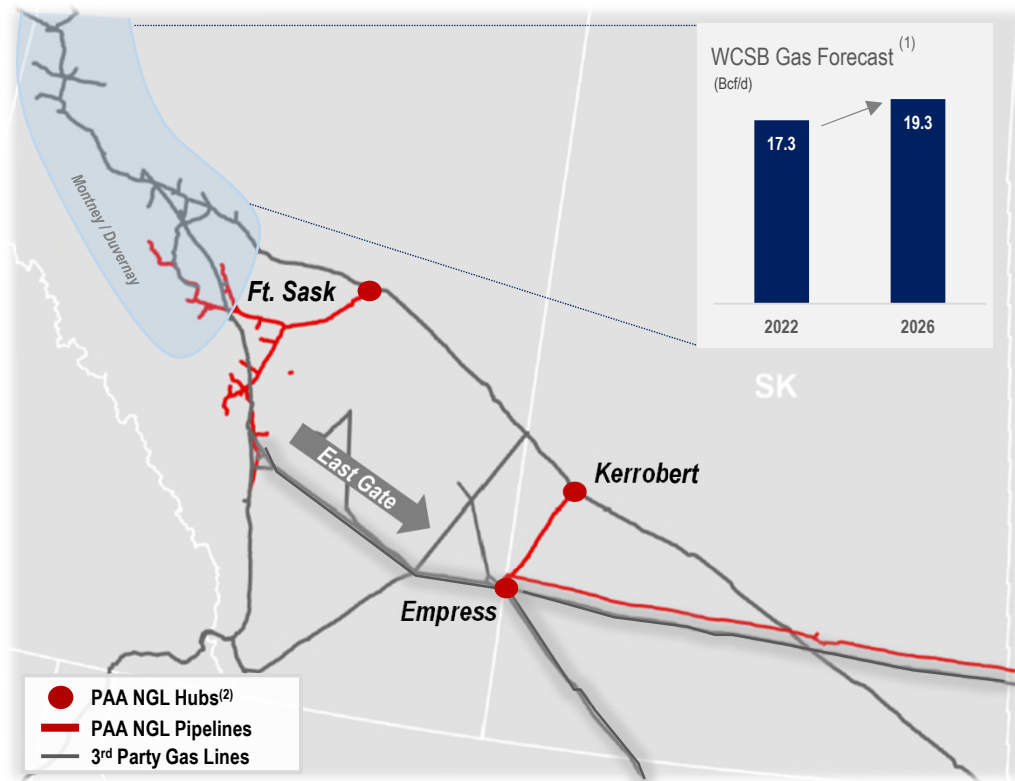 WCSB Gas Forecast (1)
(Bcf/d)
17.3
19.3
2022
2026
Montney / Duvernay
Ft. Sask
SK
East Gate
Kerrobert
Empress
PAA NGL Hubs(2)
PAA NGL Pipelines
3rd Party Gas Lines